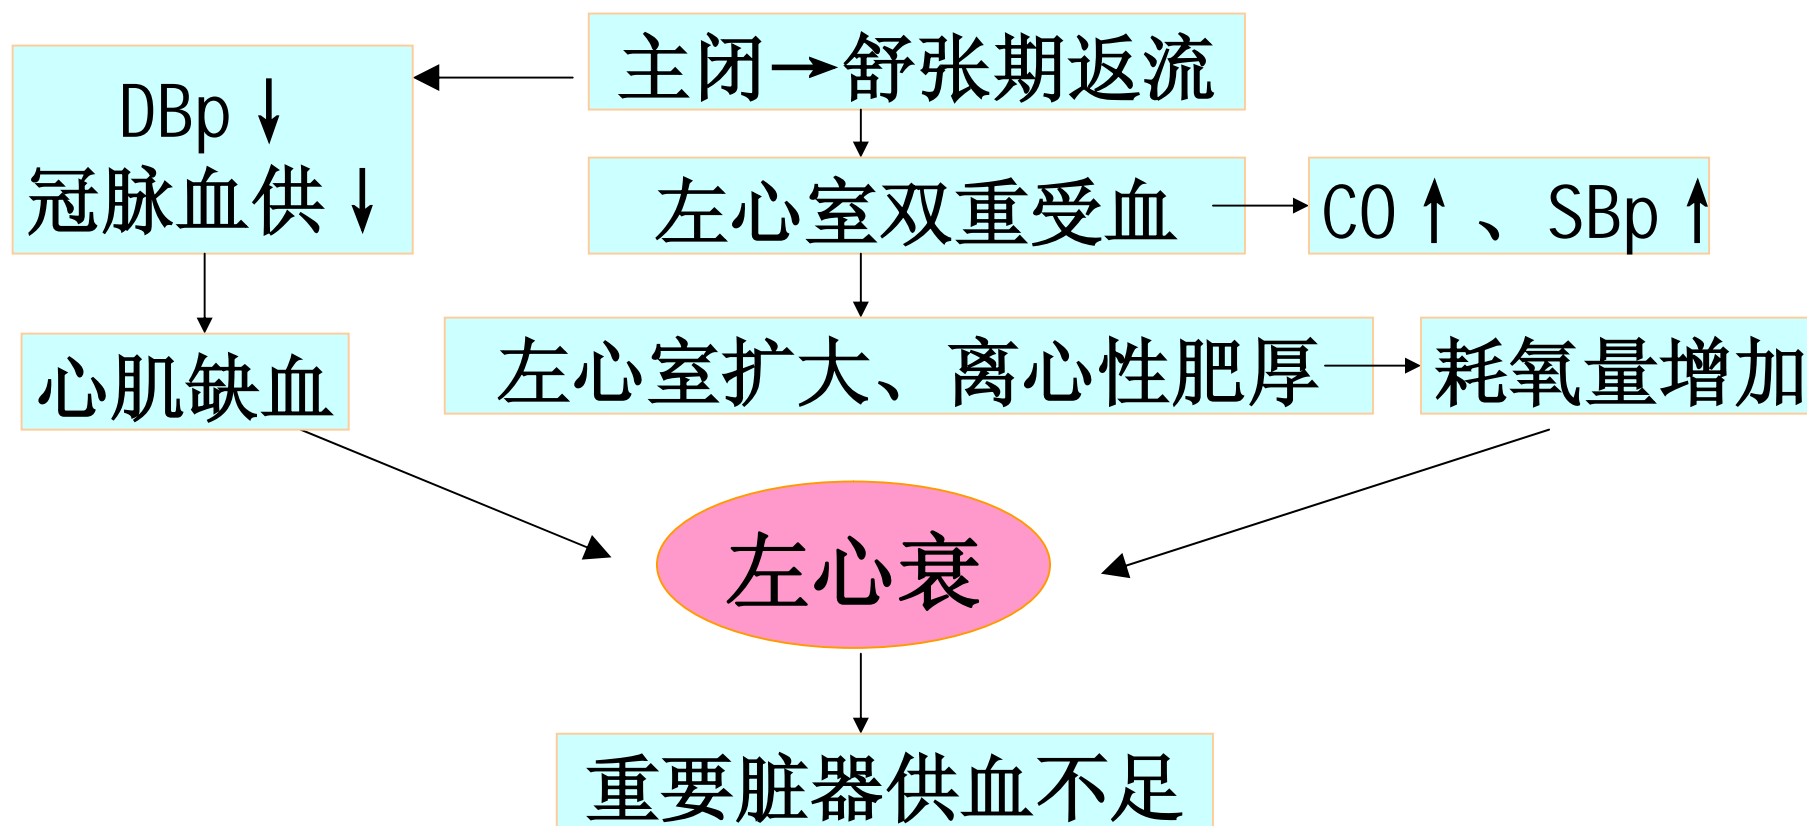 主闭→舒张期返流
DBp↓
冠脉血供↓
左心室双重受血
CO↑、SBp↑
心肌缺血
左心室扩大、离心性肥厚
耗氧量增加
左心衰
重要脏器供血不足